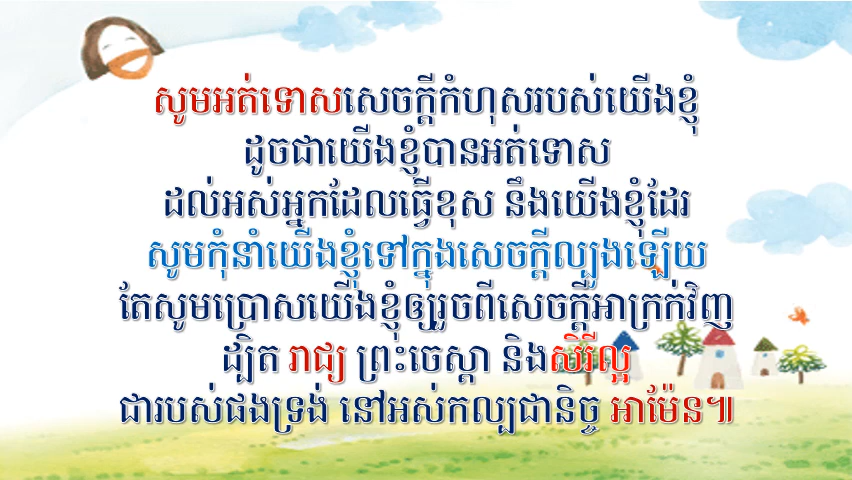 សូមអត់ទោសសេចក្ដីកំហុសរបស់យើងខ្ញុំ
ដូចជាយើងខ្ញុំបានអត់ទោស
ដល់អស់អ្នកដែលធ្វើខុស នឹងយើងខ្ញុំដែរ
សូមកុំនាំយើងខ្ញុំទៅក្នុងសេចក្ដីល្បួងឡើយ
តែសូមប្រោសយើងខ្ញុំឲ្យរួចពីសេចក្ដីអាក្រក់វិញ
ដ្បិត រាជ្យ ព្រះចេស្ដា និងសិរីល្អ
ជារបស់ផងទ្រង់ នៅអស់កល្បជានិច្ច អាម៉ែន៕